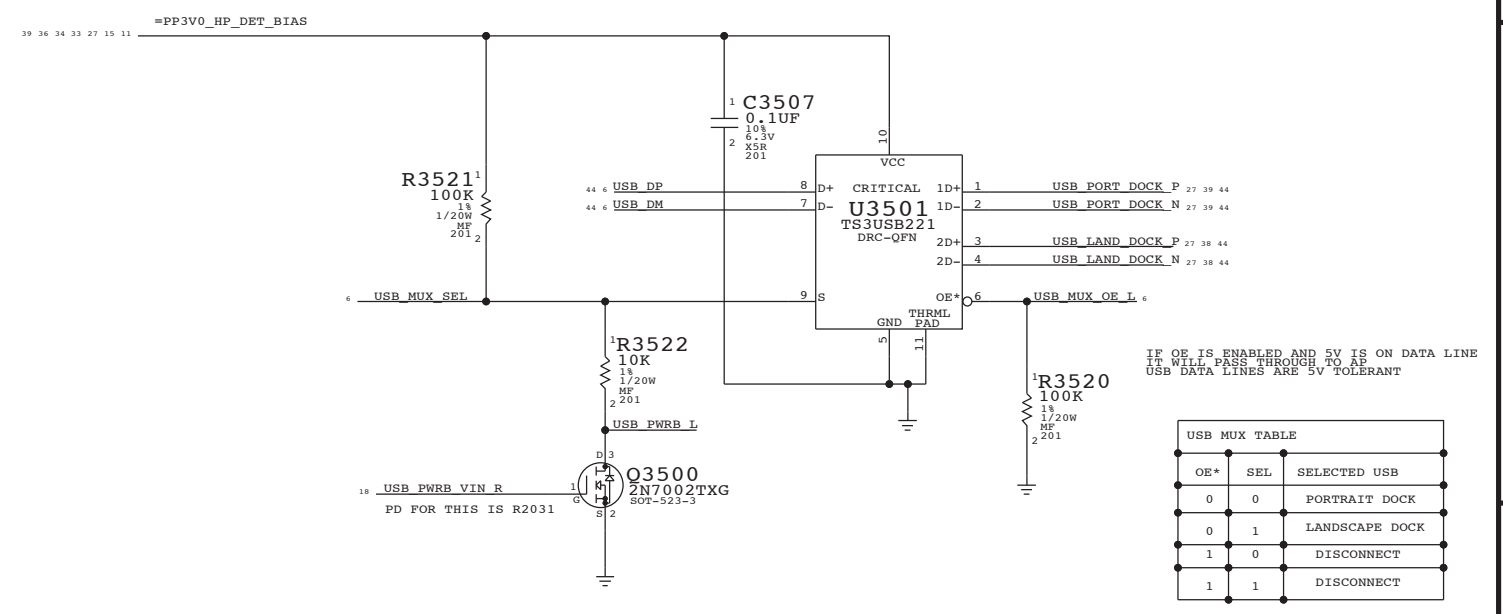 =PP3V0_HP_DET_BIAS
39 36 34 33 27 15 11
1 C3507
0.1UF
10%
6.3V
2 X5R
201
10
VCC
R3521 1
100K
1%
1/20W
MF
201 2
44 6 USB_DP 8 D+ CRITICAL 1D+ 1 USB_PORT_DOCK_P 27 39 44
44 6 USB_DM 7 D- U3501 1D- 2 USB_PORT_DOCK_N 27 39 44
TS3USB221
DRC-QFN
2D+ 3 USB_LAND_DOCK_P 27 38 44
2D- 4 USB_LAND_DOCK_N 27 38 44
6 USB_MUX_SEL 9 S OE* 6 USB_MUX_OE_L 6
GND THRML
PAD
5 11
1 R3522
10K
1%
1/20W
MF
2 201
USB_PWRB_L
1 R3520
100K
1%
1/20W
MF
2 201
IF OE IS ENABLED AND 5V IS ON DATA LINE
IT WILL PASS THROUGH TO AP
USB DATA LINES ARE 5V TOLERANT
D 3
Q3500
2N7002TXG
SOT-523-3
18 USB_PWRB_VIN_R 1
G
S 2
PD FOR THIS IS R2031
USB MUX TABLE
OE* SEL SELECTED USB
0 0 PORTRAIT DOCK
0 1 LANDSCAPE DOCK
1 0 DISCONNECT
1 1 DISCONNECT